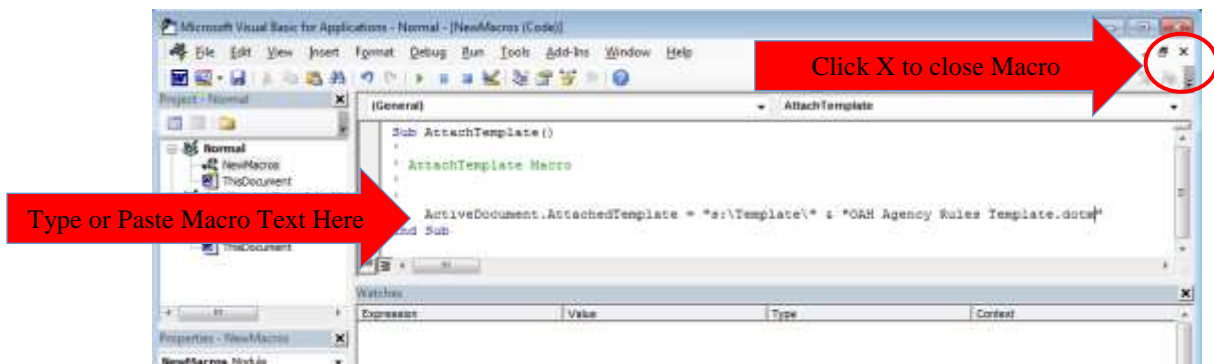 Microsoft Visual Basic for Applications - Normal - [NewMacros (Code)]
File Edit View Insert Format Debug Run Tools Add-Ins Window Help
Click X to close Macro
Project - Normal
(General)
AttachTemplate
Sub AttachTemplate()
'
' AttachTemplate Macro
'
'
ActiveDocument.AttachedTemplate = "s:\Template\" & "OAH Agency Rules Template.dotm"
End Sub
Normal
NewMacros
ThisDocument
Type or Paste Macro Text Here
ThisDocument
Watches
Expression Value Type Context
Properties - NewMacros
NewMacros Module